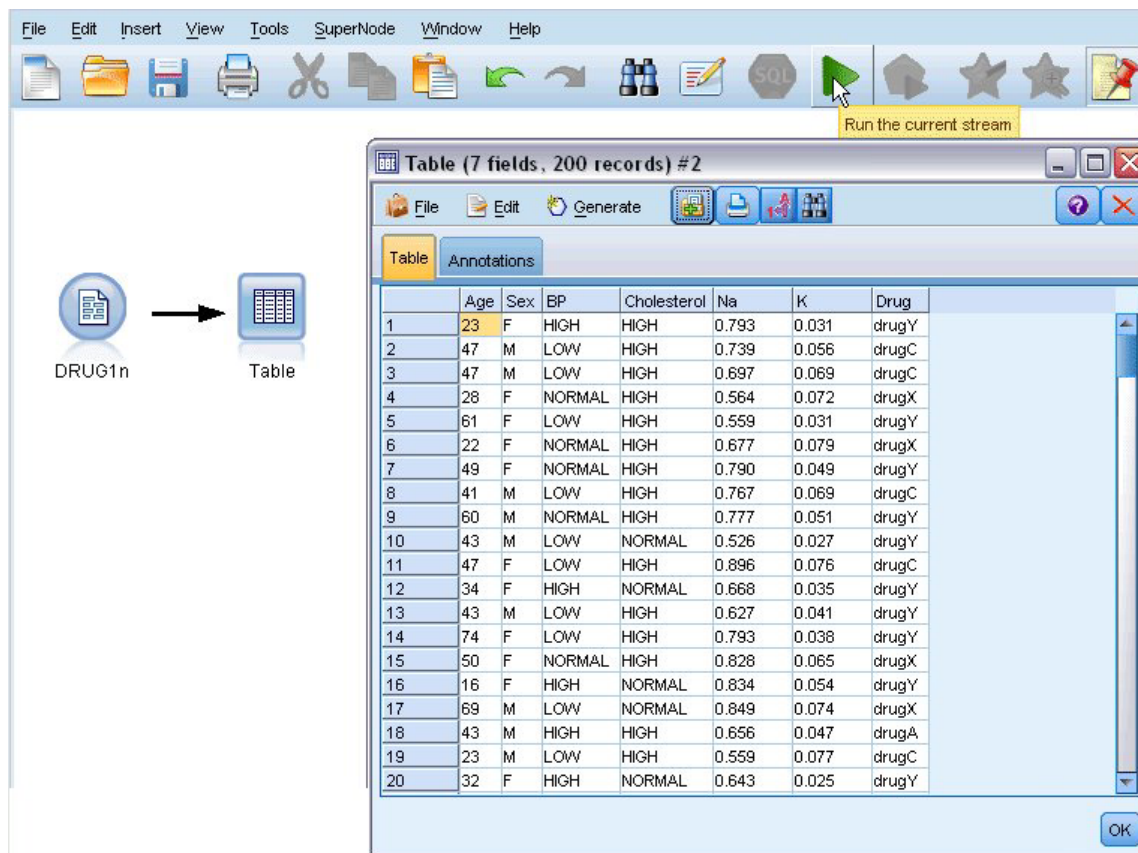 File Edit Insert View Tools SuperNode Window Help
SQL
Run the current stream
Table (7 fields, 200 records) #2
File Edit Generate
Table Annotations
Age Sex BP Cholesterol Na K Drug
1 23 F HIGH HIGH 0.793 0.031 drugY
2 47 M LOW HIGH 0.739 0.056 drugC
3 47 M LOW HIGH 0.697 0.069 drugC
4 28 F NORMAL HIGH 0.564 0.072 drugX
5 61 F LOW HIGH 0.559 0.031 drugY
6 22 F NORMAL HIGH 0.677 0.079 drugX
7 49 F NORMAL HIGH 0.790 0.049 drugY
8 41 M LOW HIGH 0.767 0.069 drugC
9 60 M NORMAL HIGH 0.777 0.051 drugY
10 43 M LOW NORMAL 0.526 0.027 drugY
11 47 F LOW HIGH 0.896 0.076 drugC
12 34 F HIGH NORMAL 0.668 0.035 drugY
13 43 M LOW HIGH 0.627 0.041 drugY
14 74 F LOW HIGH 0.793 0.038 drugY
15 50 F NORMAL HIGH 0.828 0.065 drugX
16 16 F HIGH NORMAL 0.834 0.054 drugY
17 69 M LOW NORMAL 0.849 0.074 drugX
18 43 M HIGH HIGH 0.656 0.047 drugA
19 23 M LOW HIGH 0.559 0.077 drugC
20 32 F HIGH NORMAL 0.643 0.025 drugY
OK
DRUG1n
Table